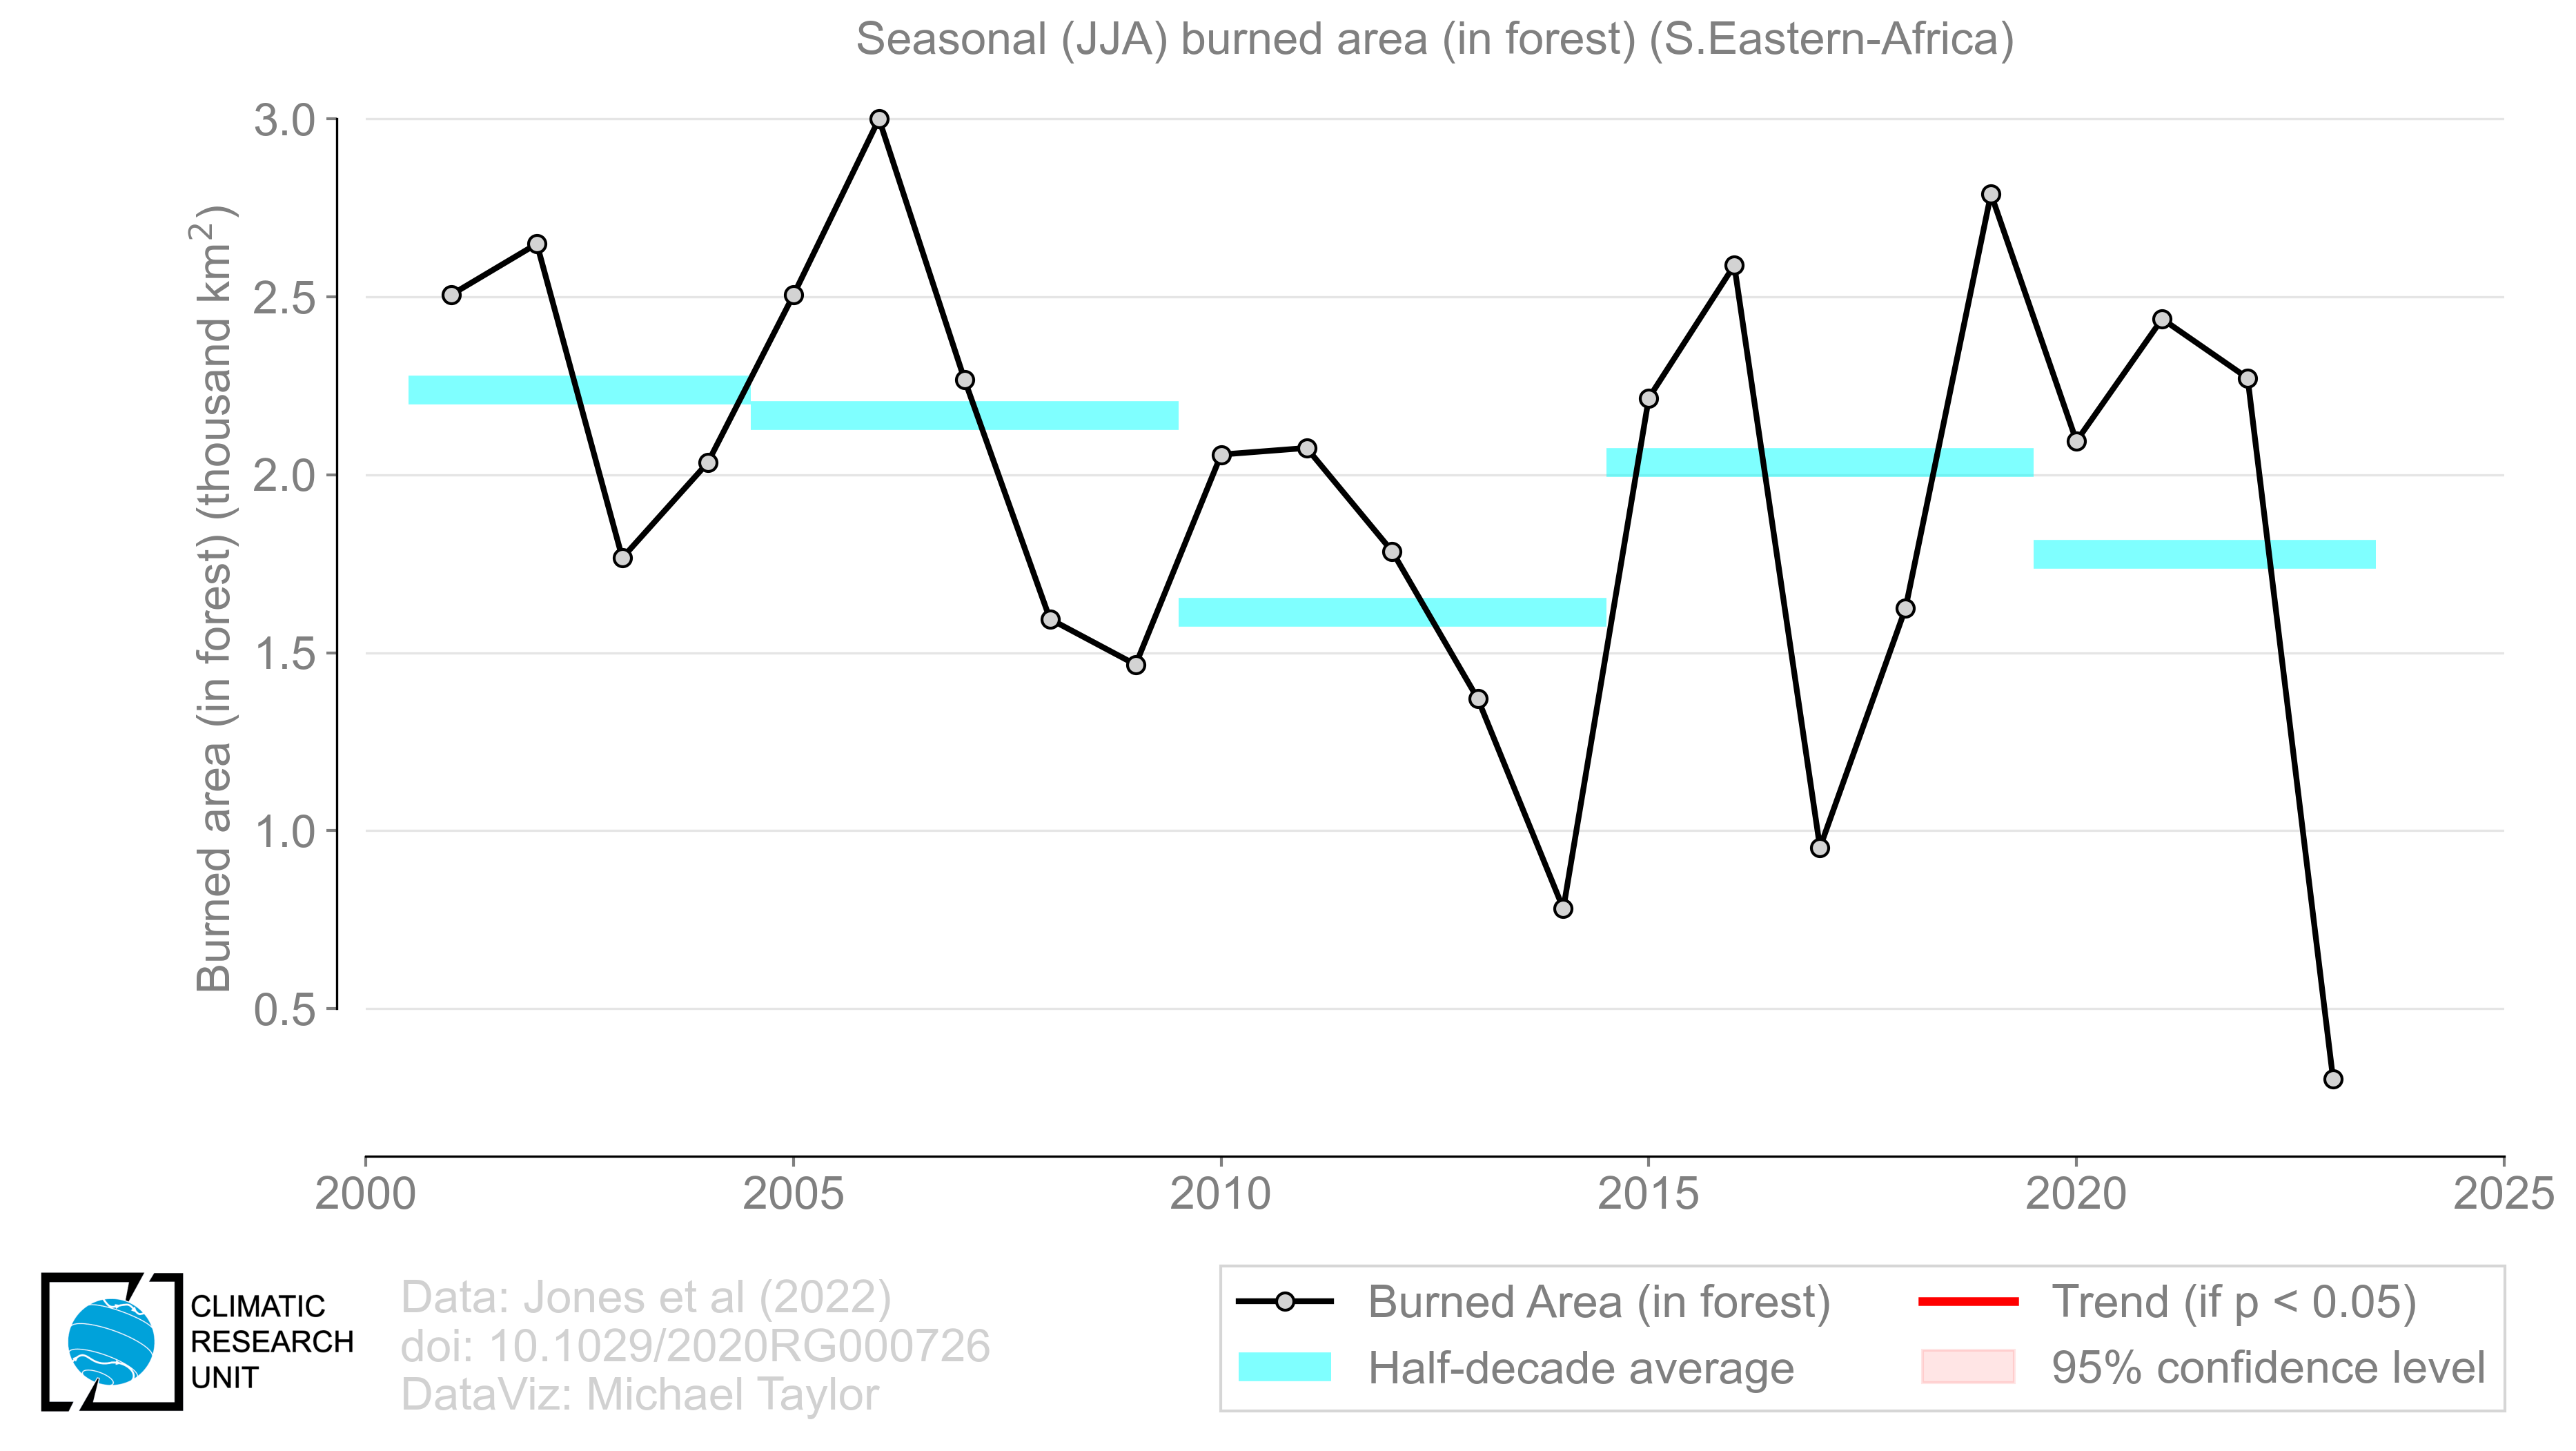 Seasonal (JJA) burned area (in forest) (S.Eastern-Africa)
Burned area (in forest) (thousand km²)
3.0
2.5
2.0
1.5
1.0
0.5
2000
2005
2010
2015
2020
2025
CLIMATIC
RESEARCH
UNIT
Data: Jones et al (2022)
doi: 10.1029/2020RG000726
DataViz: Michael Taylor
Burned Area (in forest)
Half-decade average
Trend (if p < 0.05)
95% confidence level